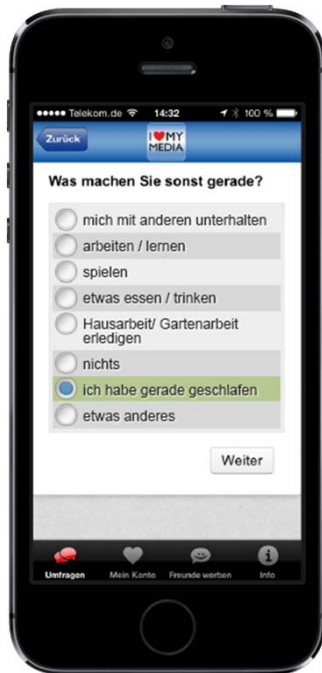 Telekom.de 14:32 100 %
Zurück
I MY
MEDIA
Was machen Sie sonst gerade?
mich mit anderen unterhalten
arbeiten / lernen
spielen
etwas essen / trinken
Hausarbeit/ Gartenarbeit
erledigen
nichts
ich habe gerade geschlafen
etwas anderes
Weiter
Umfragen Mein Konto Freunde werben Info